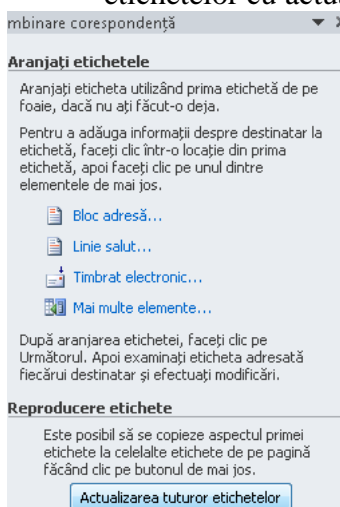 etichetelor cu actua
mbinare corespondență
Aranjați etichetele
Aranjați eticheta utilizând prima etichetă de pe
foaie, dacă nu ați făcut-o deja.
Pentru a adăuga informații despre destinatar la
etichetă, faceți clic într-o locație din prima
etichetă, apoi faceți clic pe unul dintre
elementele de mai jos.
Bloc adresă...
Linie salut...
Timbrat electronic...
Mai multe elemente...
După aranjarea etichetei, faceți clic pe
Următorul. Apoi examinați eticheta adresată
fiecărui destinatar și efectuați modificări.
Reproducere etichete
Este posibil să se copieze aspectul primei
etichete la celelalte etichete de pe pagină
făcând clic pe butonul de mai jos.
Actualizarea tuturor etichetelor